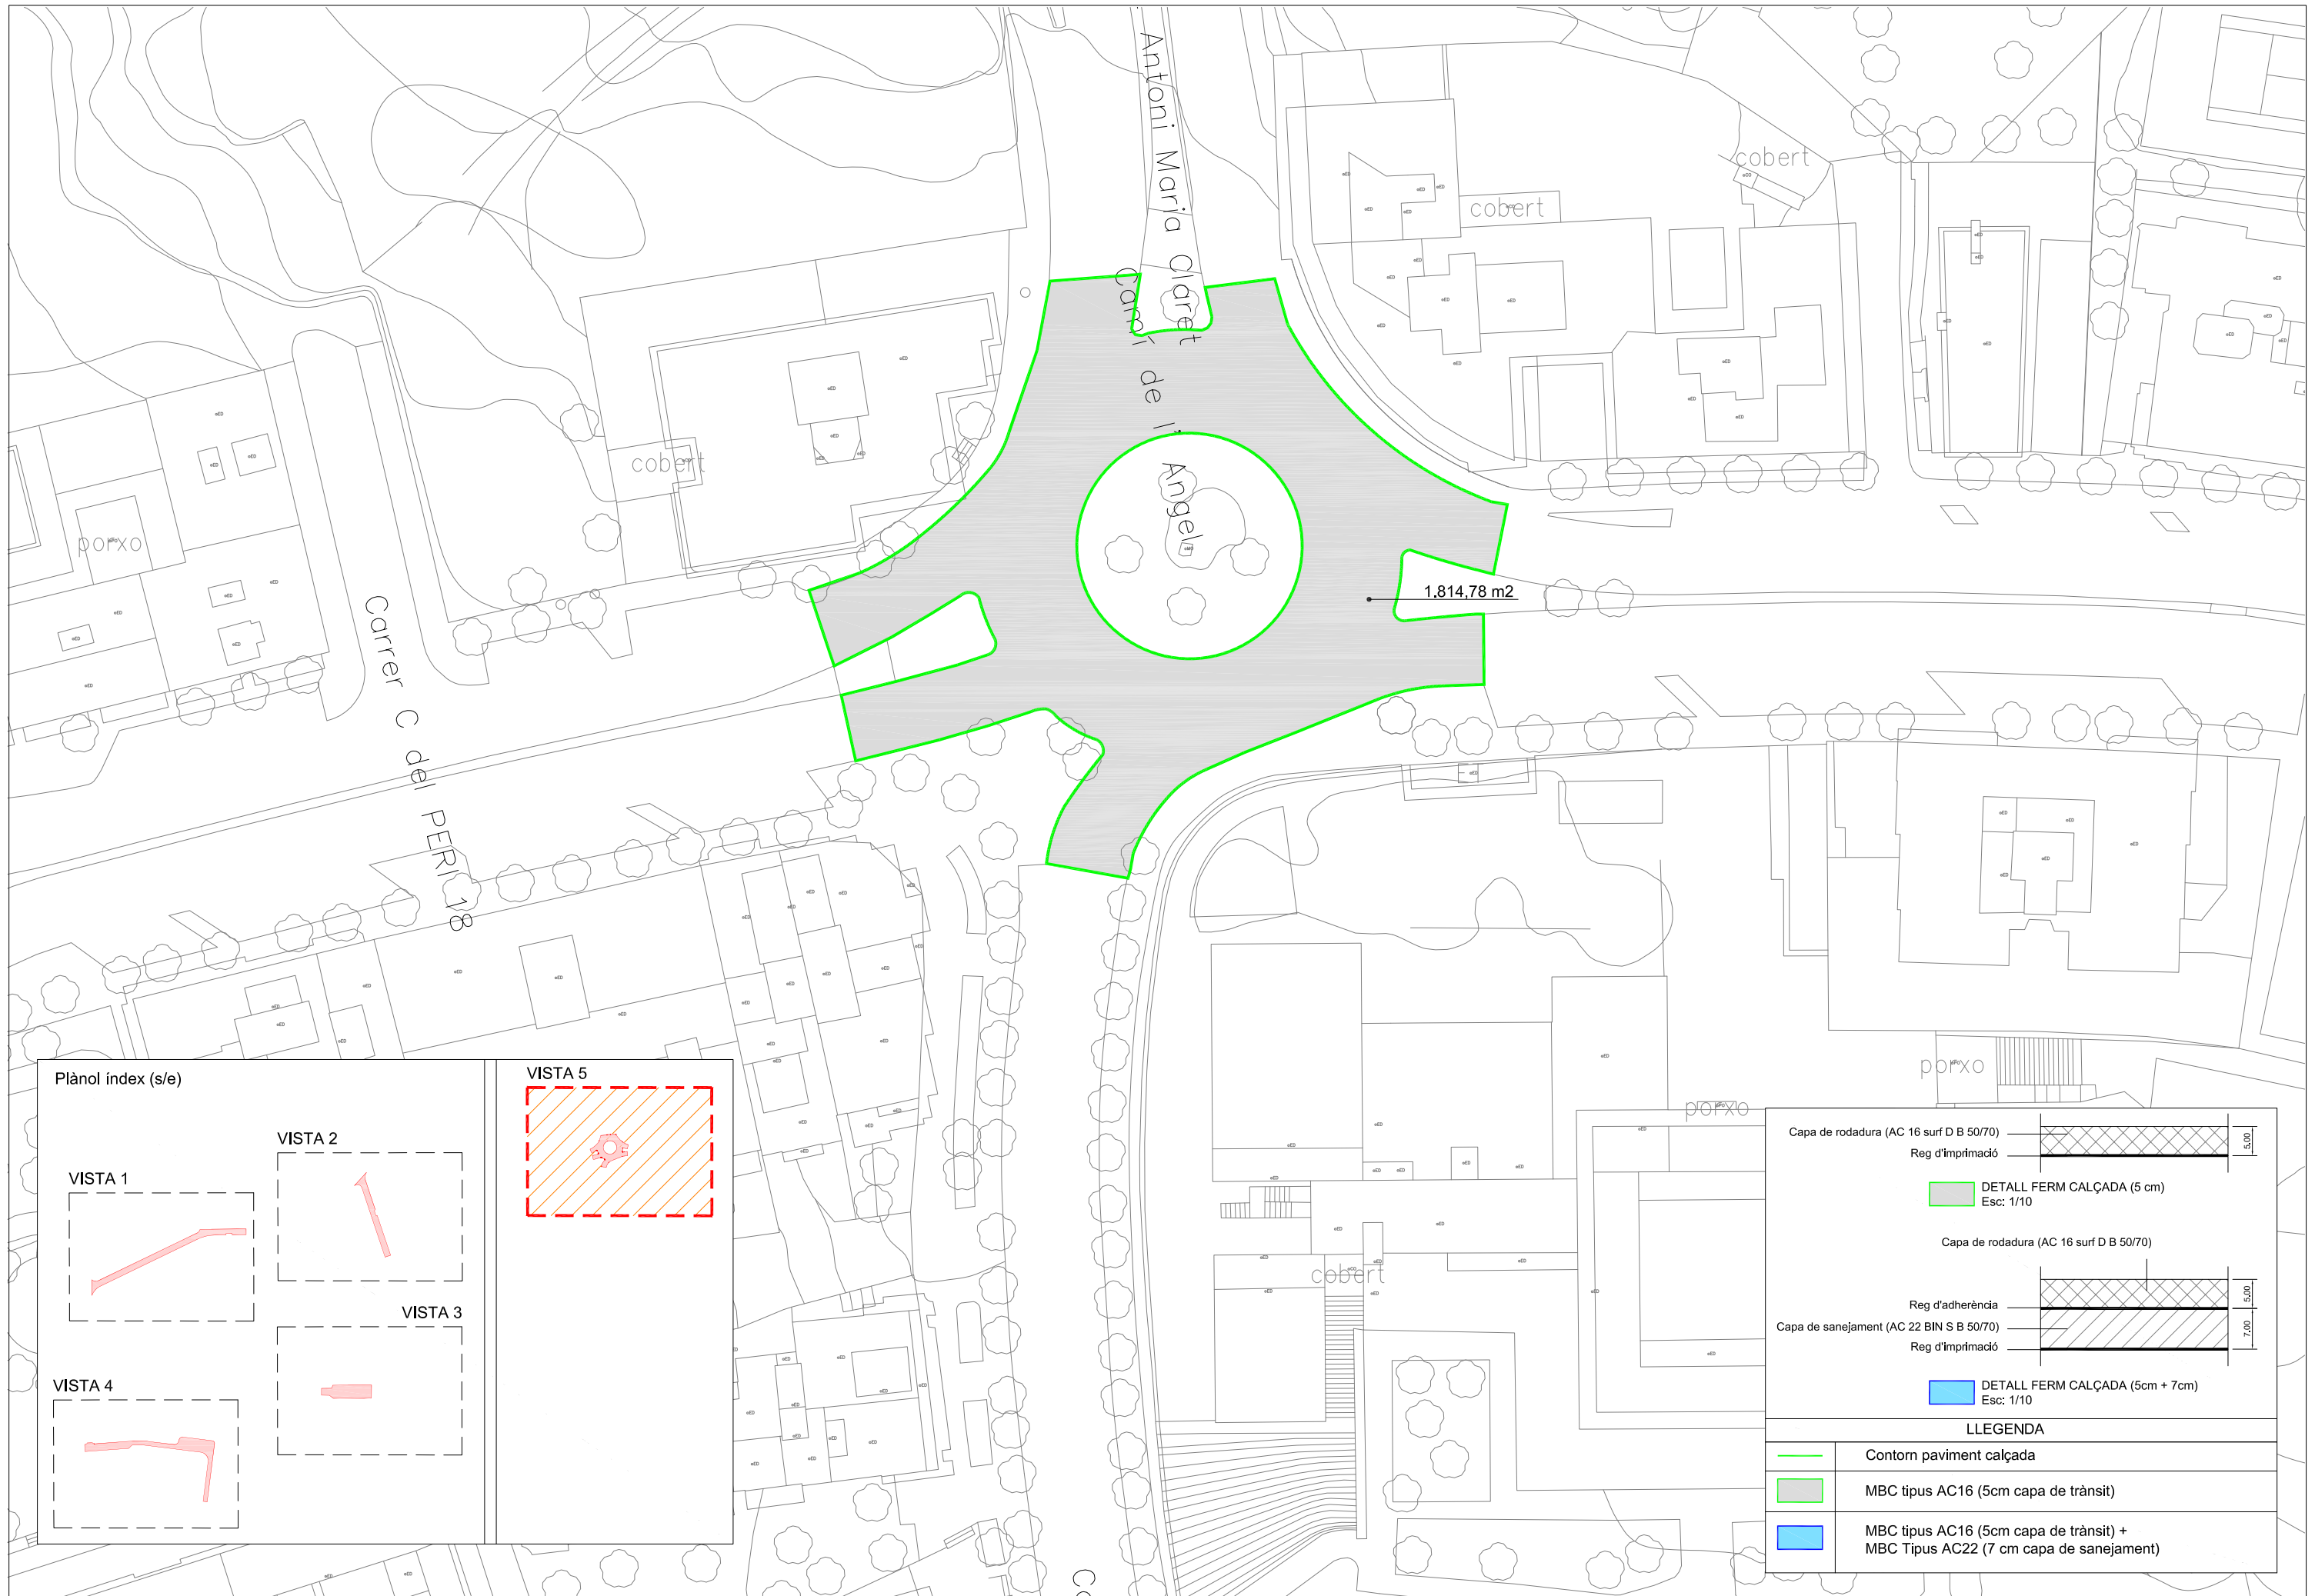 Antoni Maria Claret
Camí de l'Angel
cobert
cobert
cobert
porxo
Carrer C del PERI 18
1.814,78 m2
porxo
porxo
cobert
Plànol índex (s/e)
VISTA 1
VISTA 2
VISTA 3
VISTA 4
VISTA 5
Capa de rodadura (AC 16 surf D B 50/70)
Reg d'imprimació
5,00
DETALL FERM CALÇADA (5 cm)
Esc: 1/10
Capa de rodadura (AC 16 surf D B 50/70)
Reg d'adherència
Capa de sanejament (AC 22 BIN S B 50/70)
Reg d'imprimació
5,00
7,00
DETALL FERM CALÇADA (5cm + 7cm)
Esc: 1/10
LLEGENDA
Contorn paviment calçada
MBC tipus AC16 (5cm capa de trànsit)
MBC tipus AC16 (5cm capa de trànsit) +
MBC Tipus AC22 (7 cm capa de sanejament)